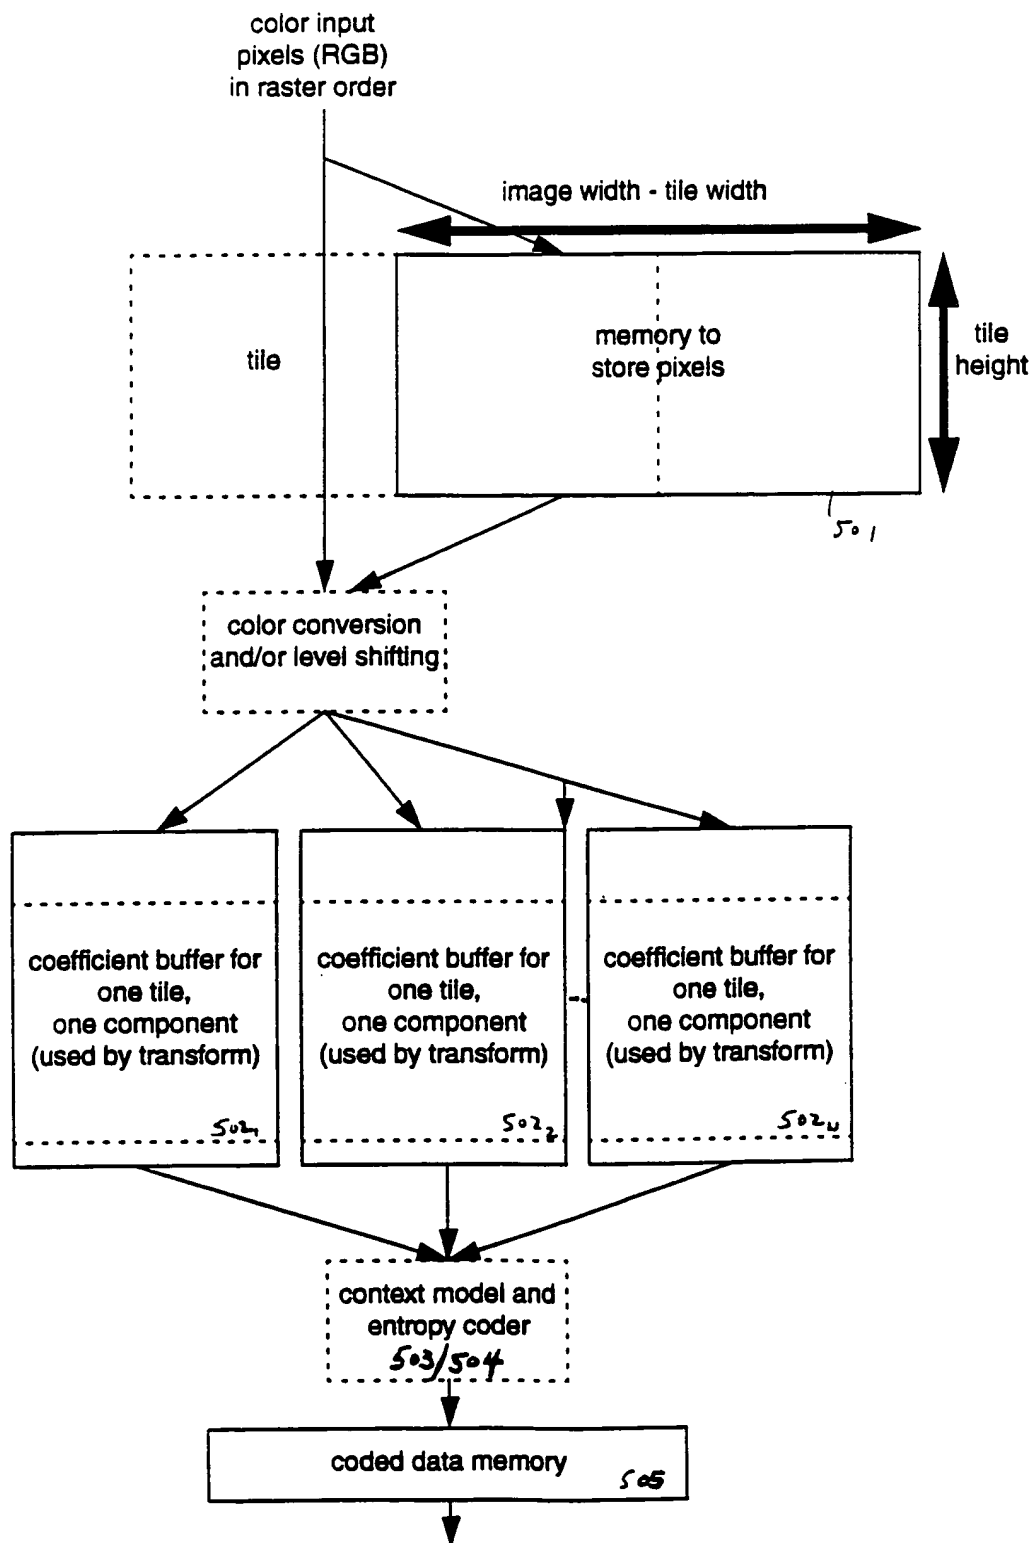 color input
pixels (RGB)
in raster order
image width - tile width
tile
memory to
store pixels
tile
height
501
color conversion
and/or level shifting
coefficient buffer for
one tile,
one component
(used by transform)
502₁
coefficient buffer for
one tile,
one component
(used by transform)
502₂
coefficient buffer for
one tile,
one component
(used by transform)
502N
context model and
entropy coder
503/504
coded data memory
505